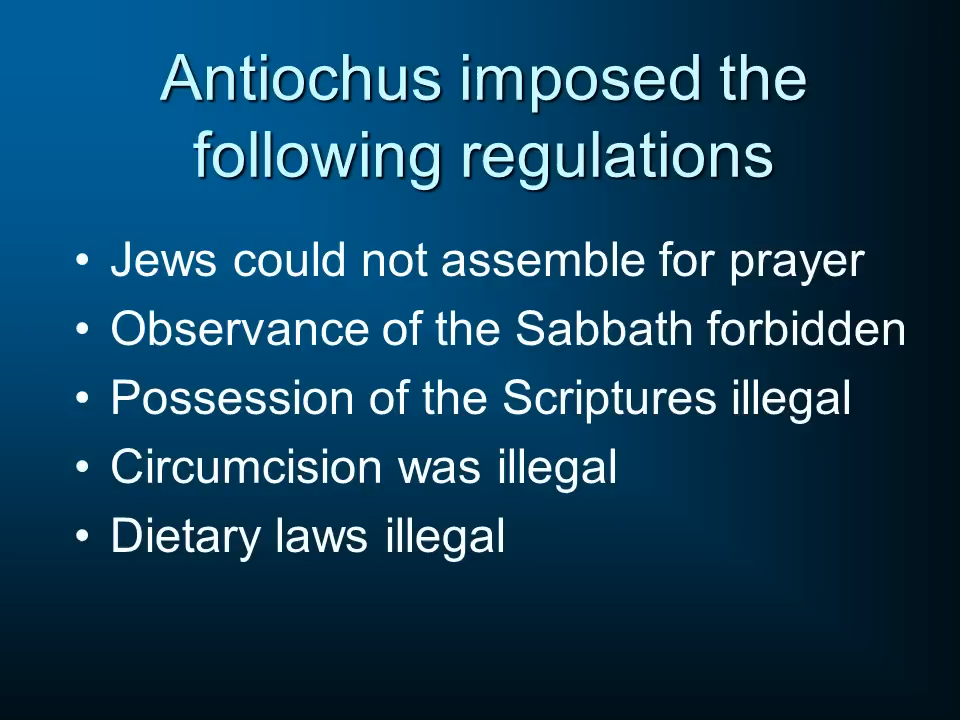 Antiochus imposed the
following regulations
• Jews could not assemble for prayer
• Observance of the Sabbath forbidden
• Possession of the Scriptures illegal
• Circumcision was illegal
• Dietary laws illegal